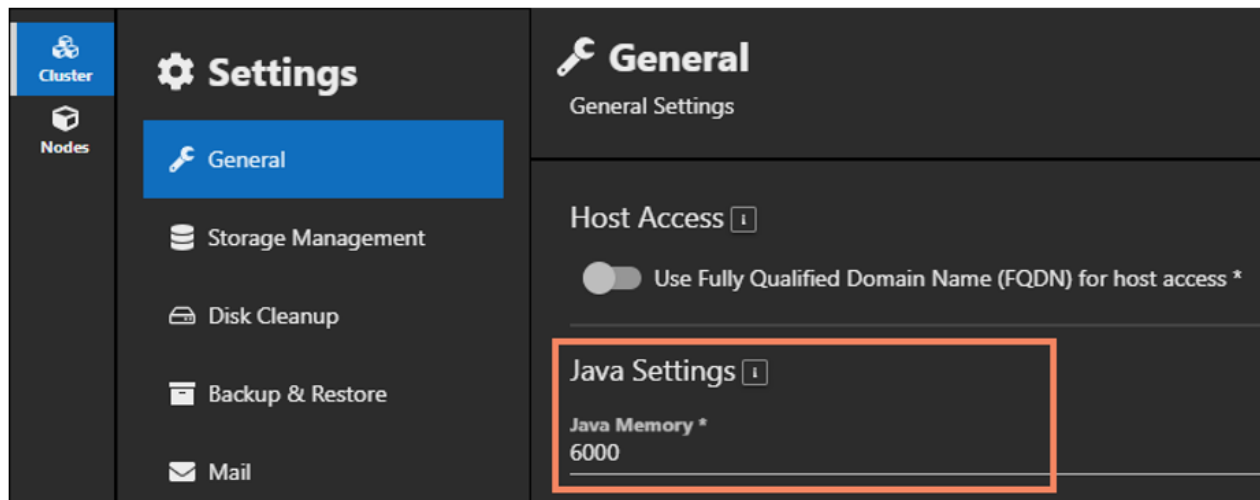 Cluster
Nodes
Settings
General
Storage Management
Disk Cleanup
Backup & Restore
Mail
General
General Settings
Host Access i
Use Fully Qualified Domain Name (FQDN) for host access *
Java Settings i
Java Memory *
6000